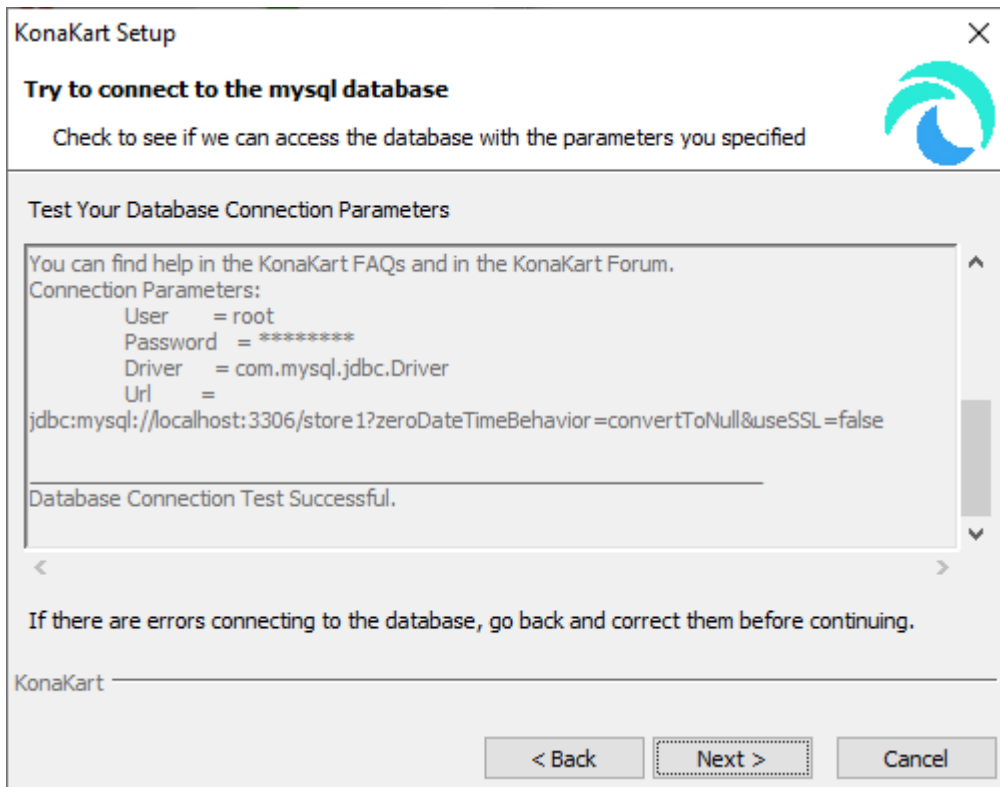 KonaKart Setup
Try to connect to the mysql database
Check to see if we can access the database with the parameters you specified
Test Your Database Connection Parameters
You can find help in the KonaKart FAQs and in the KonaKart Forum.
Connection Parameters:
User = root
Password = ********
Driver = com.mysql.jdbc.Driver
Url =
jdbc:mysql://localhost:3306/store1?zeroDateTimeBehavior=convertToNull&useSSL=false
Database Connection Test Successful.
If there are errors connecting to the database, go back and correct them before continuing.
KonaKart
< Back Next > Cancel